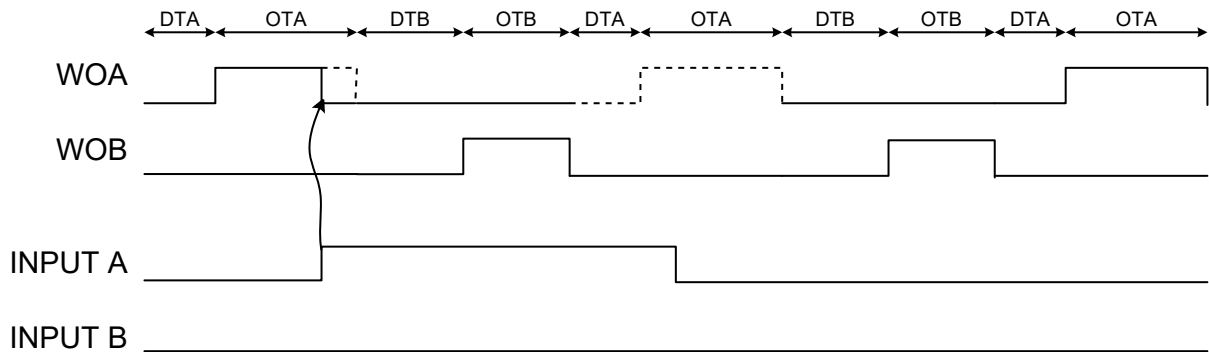 DTA OTA DTB OTB DTA OTA DTB OTB DTA OTA
WOA
WOB
INPUT A
INPUT B